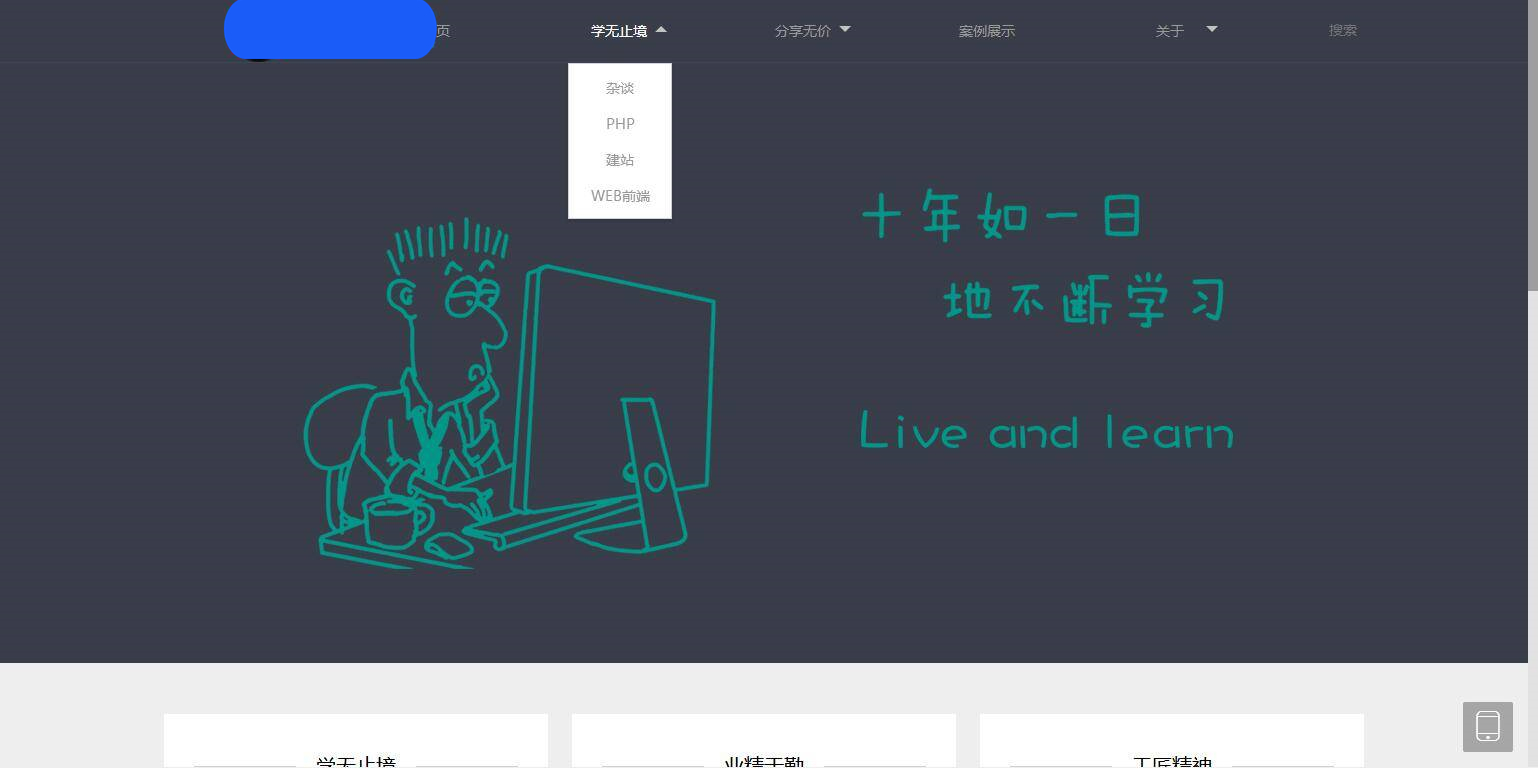 页 学无止境 分享无价 案例展示 关于 搜索
杂谈
PHP
建站
WEB前端
十年如一日
地不断学习
Live and learn
学无止境 业精于勤 工匠精神